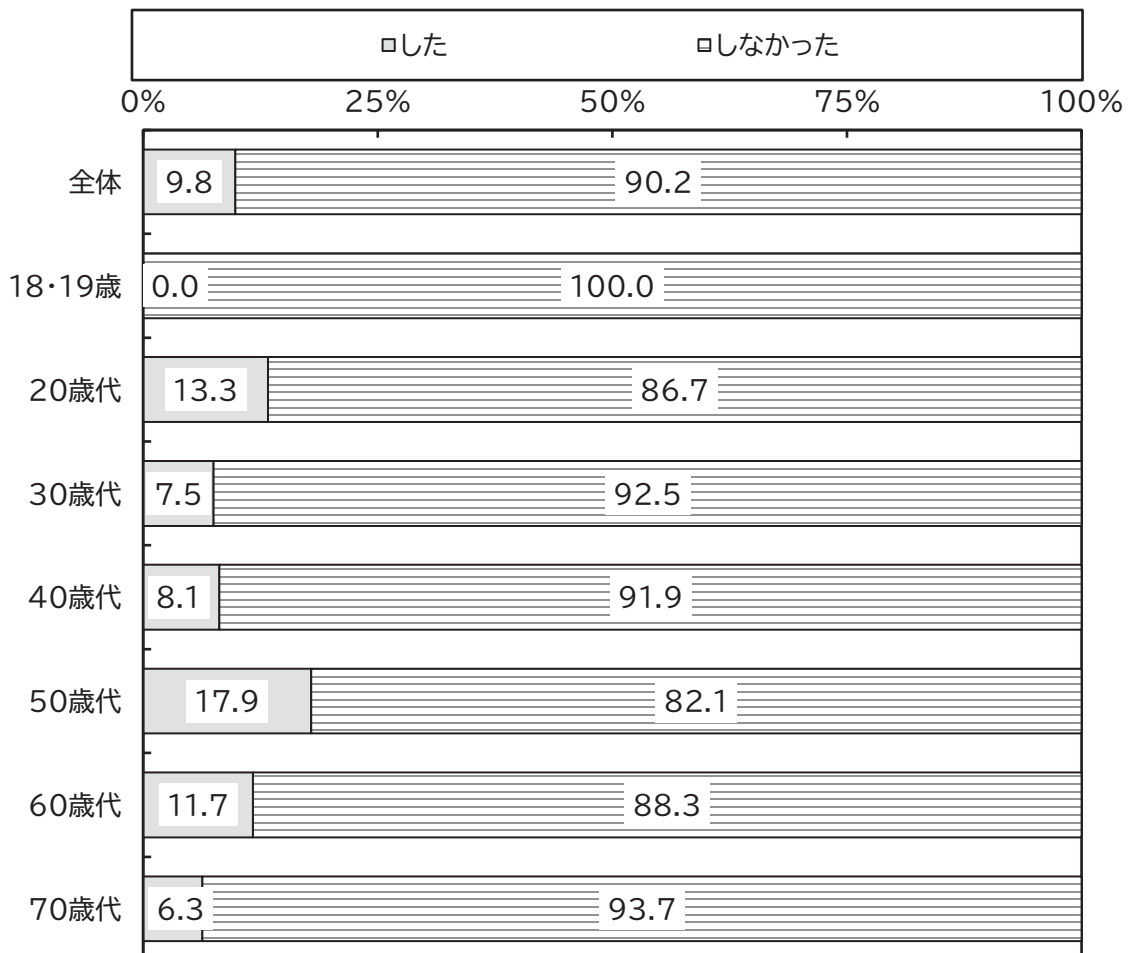 した しなかった
0% 25% 50% 75% 100%
全体 9.8 90.2
18・19歳 0.0 100.0
20歳代 13.3 86.7
30歳代 7.5 92.5
40歳代 8.1 91.9
50歳代 17.9 82.1
60歳代 11.7 88.3
70歳代 6.3 93.7